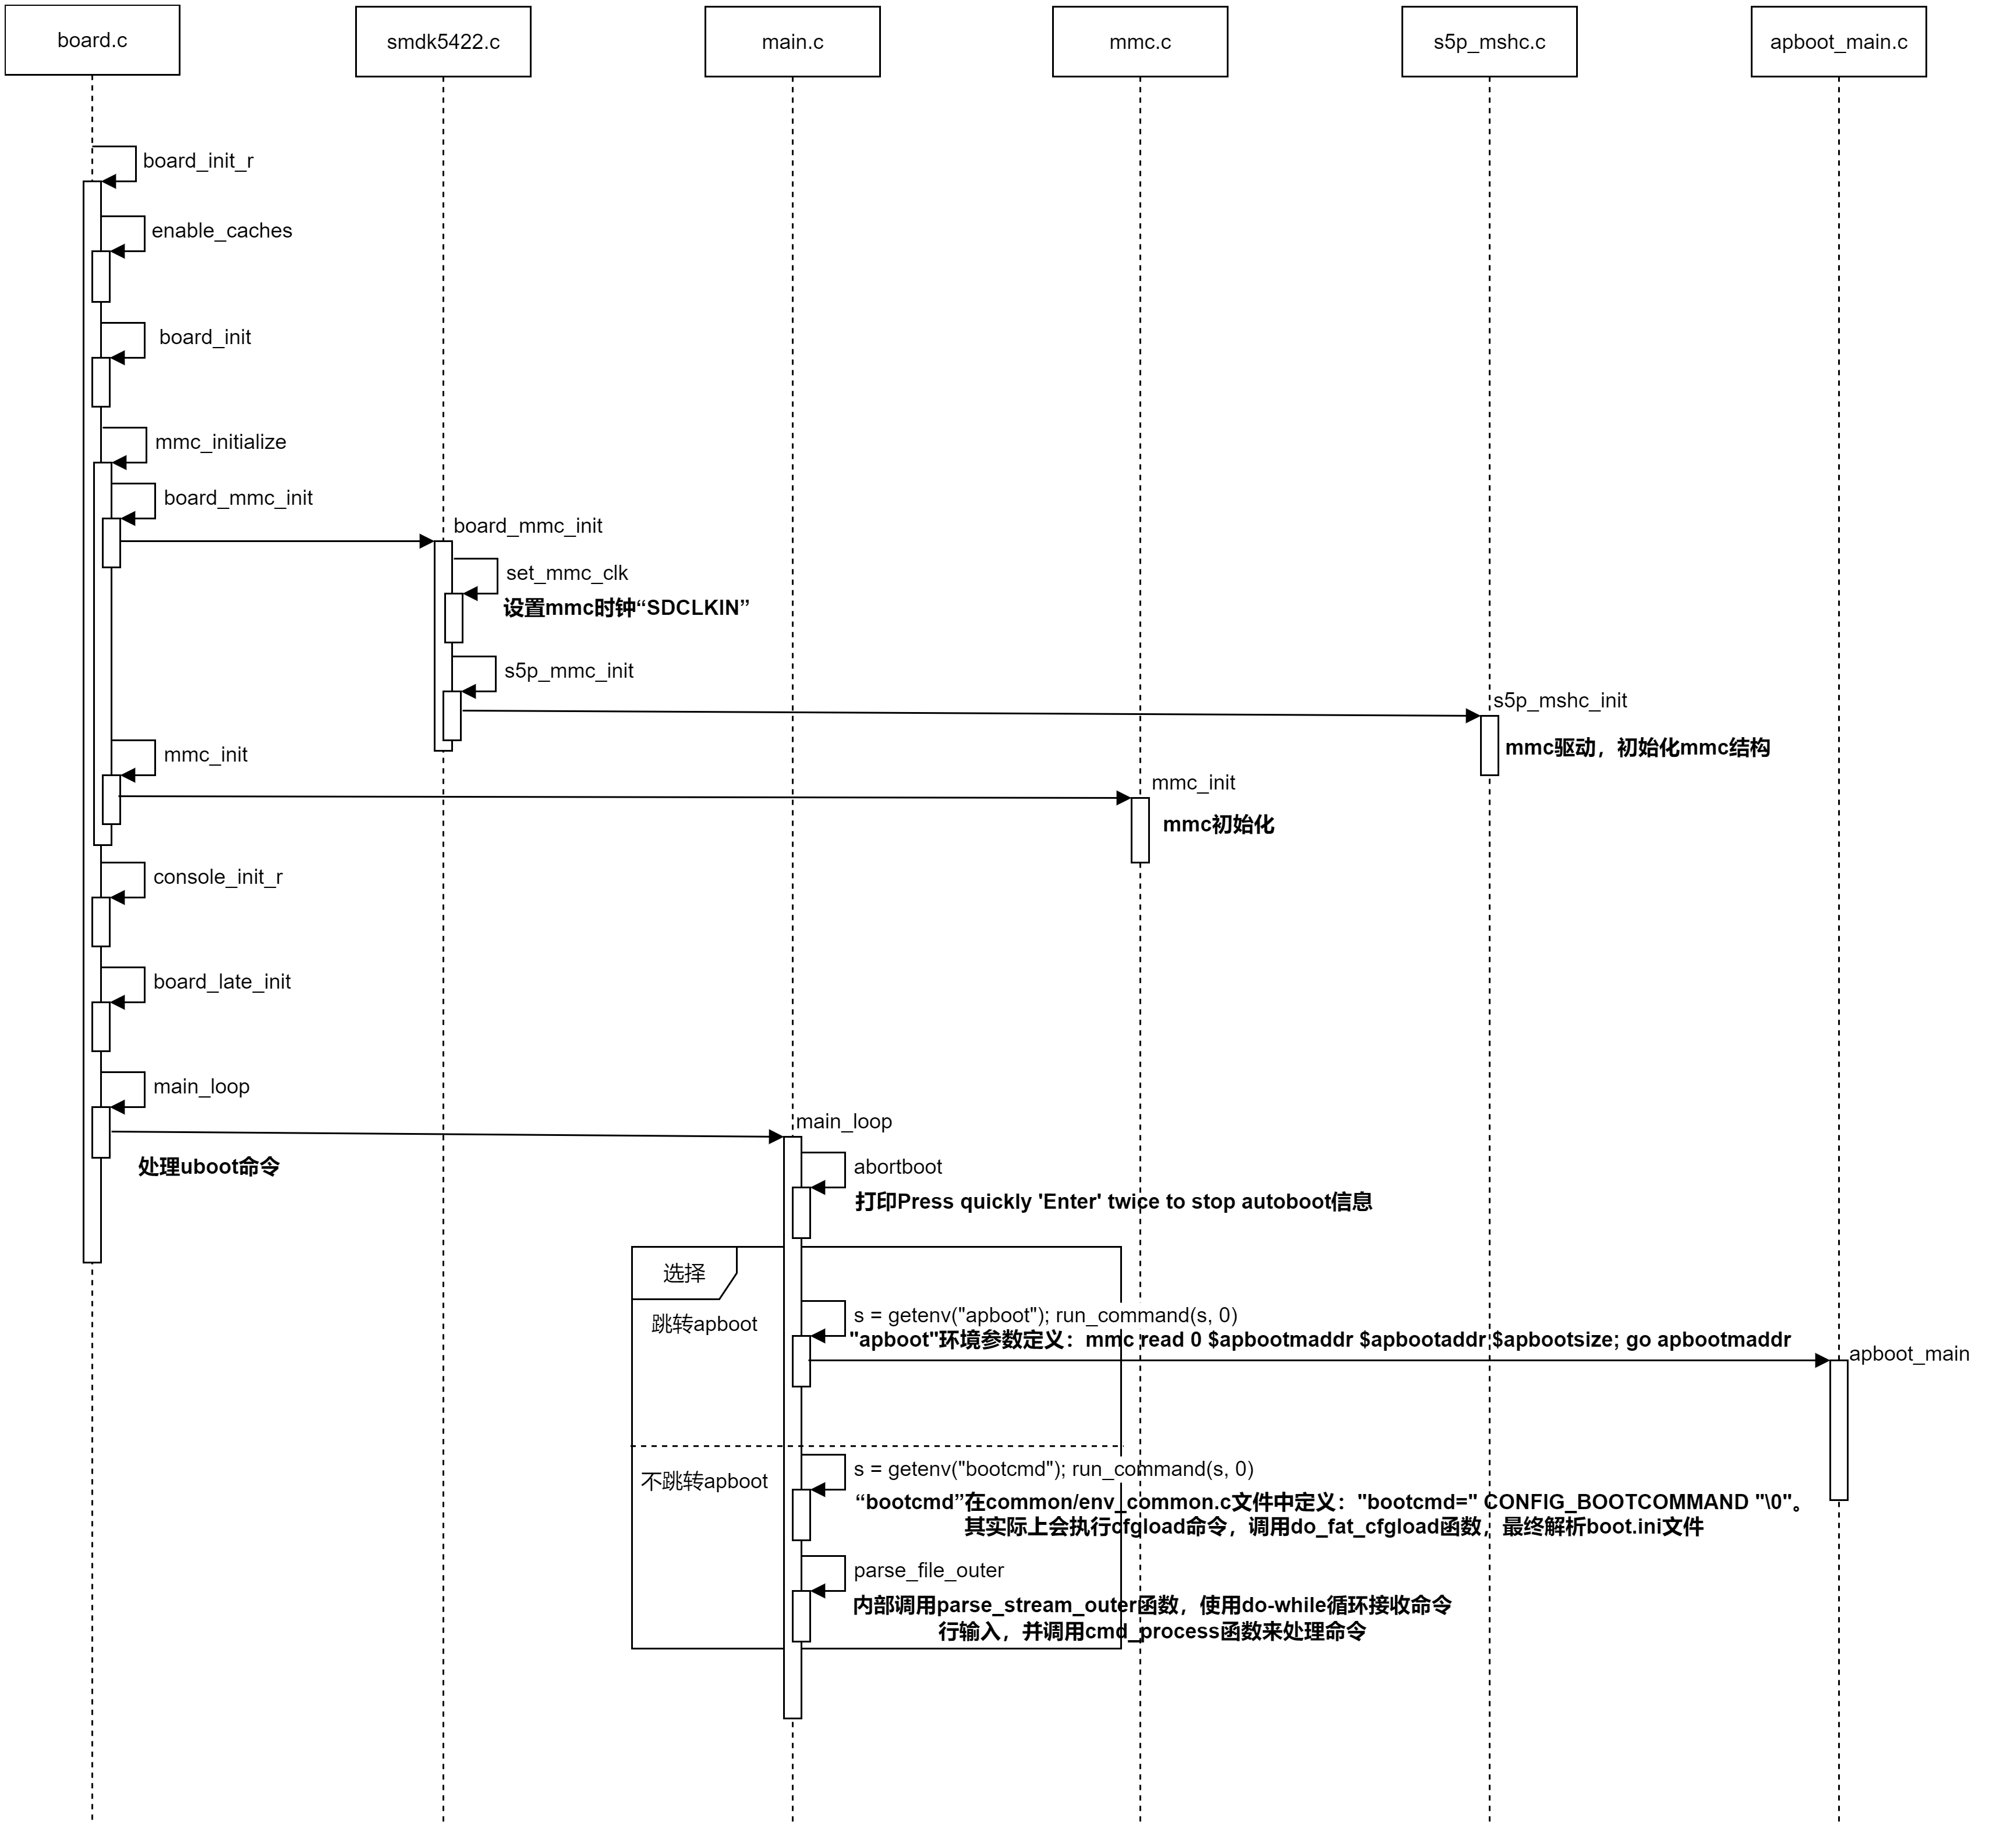 board.c
smdk5422.c
main.c
mmc.c
s5p_mshc.c
apboot_main.c
board_init_r
enable_caches
board_init
mmc_initialize
board_mmc_init
board_mmc_init
set_mmc_clk
设置mmc时钟“SDCLKIN”
s5p_mmc_init
s5p_mshc_init
mmc驱动，初始化mmc结构
mmc_init
mmc_init
mmc初始化
console_init_r
board_late_init
main_loop
main_loop
处理uboot命令
abortboot
打印Press quickly 'Enter' twice to stop autoboot信息
选择
跳转apboot
s = getenv("apboot"); run_command(s, 0)
"apboot"环境参数定义：mmc read 0 $apbootmaddr $apbootaddr $apbootsize; go apbootmaddr
apboot_main
不跳转apboot
s = getenv("bootcmd"); run_command(s, 0)
“bootcmd”在common/env_common.c文件中定义："bootcmd=" CONFIG_BOOTCOMMAND "\0"。
其实际上会执行cfgload命令，调用do_fat_cfgload函数，最终解析boot.ini文件
parse_file_outer
内部调用parse_stream_outer函数，使用do-while循环接收命令
行输入，并调用cmd_process函数来处理命令